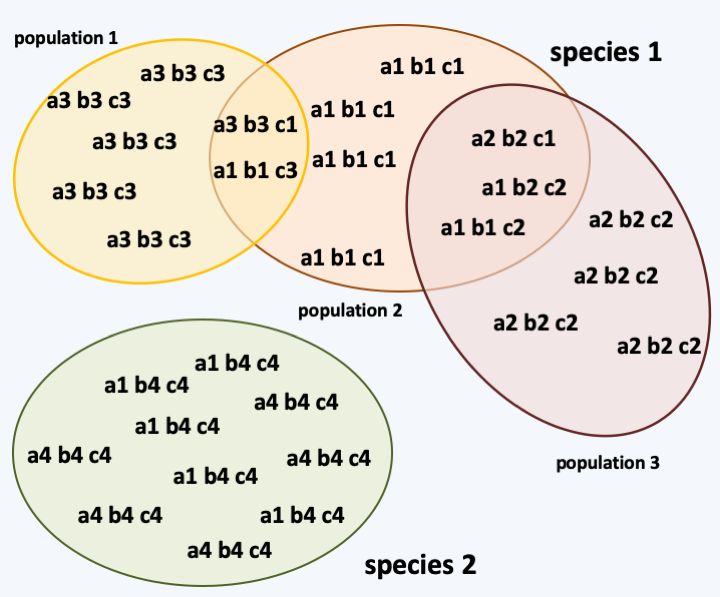 population 1
species 1
a3 b3 c3
a3 b3 c3
a3 b3 c3
a3 b3 c3
a3 b3 c3
a3 b3 c1
a1 b1 c3
a1 b1 c1
a1 b1 c1
a1 b1 c1
a1 b1 c1
population 2
a2 b2 c1
a1 b2 c2
a1 b1 c2
a2 b2 c2
a2 b2 c2
a2 b2 c2
a2 b2 c2
population 3
a1 b4 c4
a1 b4 c4
a4 b4 c4
a1 b4 c4
a4 b4 c4
a4 b4 c4
a1 b4 c4
a4 b4 c4
a1 b4 c4
a4 b4 c4
species 2